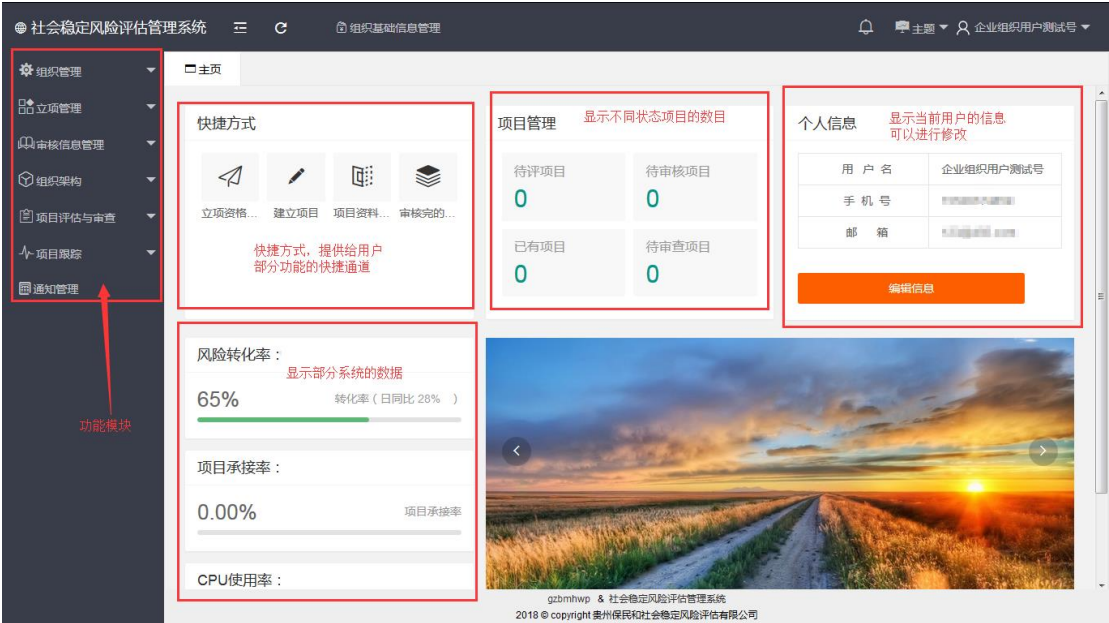 社会稳定风险评估管理系统
组织基础信息管理
主题
企业组织用户测试号
组织管理
立项管理
审核信息管理
组织架构
项目评估与审查
项目跟踪
通知管理
功能模块
主页
快捷方式
立项资格...
建立项目
项目资料...
审核完的...
快捷方式，提供给用户
部分功能的快捷通道
项目管理
显示不同状态项目的数目
待评项目
0
待审核项目
0
已有项目
0
待审查项目
0
个人信息
显示当前用户的信息
可以进行修改
用 户 名
企业组织用户测试号
手 机 号
邮 箱
编辑信息
风险转化率：
显示部分系统的数据
65%
转化率（日同比 28% ）
项目承接率：
0.00%
项目承接率
CPU使用率：
gzbmhwp & 社会稳定风险评估管理系统
2018 © copyright 贵州保民和社会稳定风险评估有限公司